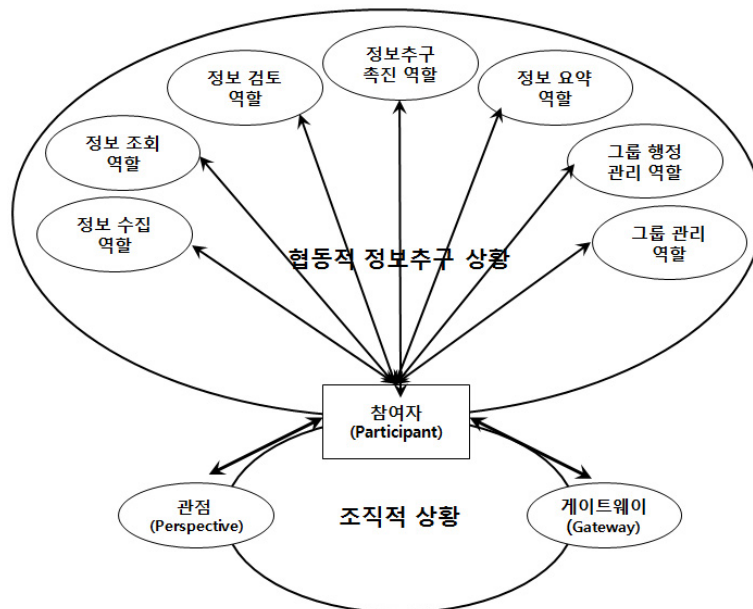 정보추구
촉진 역할
정보 검토
역할
정보 요약
역할
정보 조회
역할
그룹 행정
관리 역할
정보 수집
역할
그룹 관리
역할
협동적 정보추구 상황
참여자
(Participant)
관점
(Perspective)
조직적 상황
게이트웨이
(Gateway)